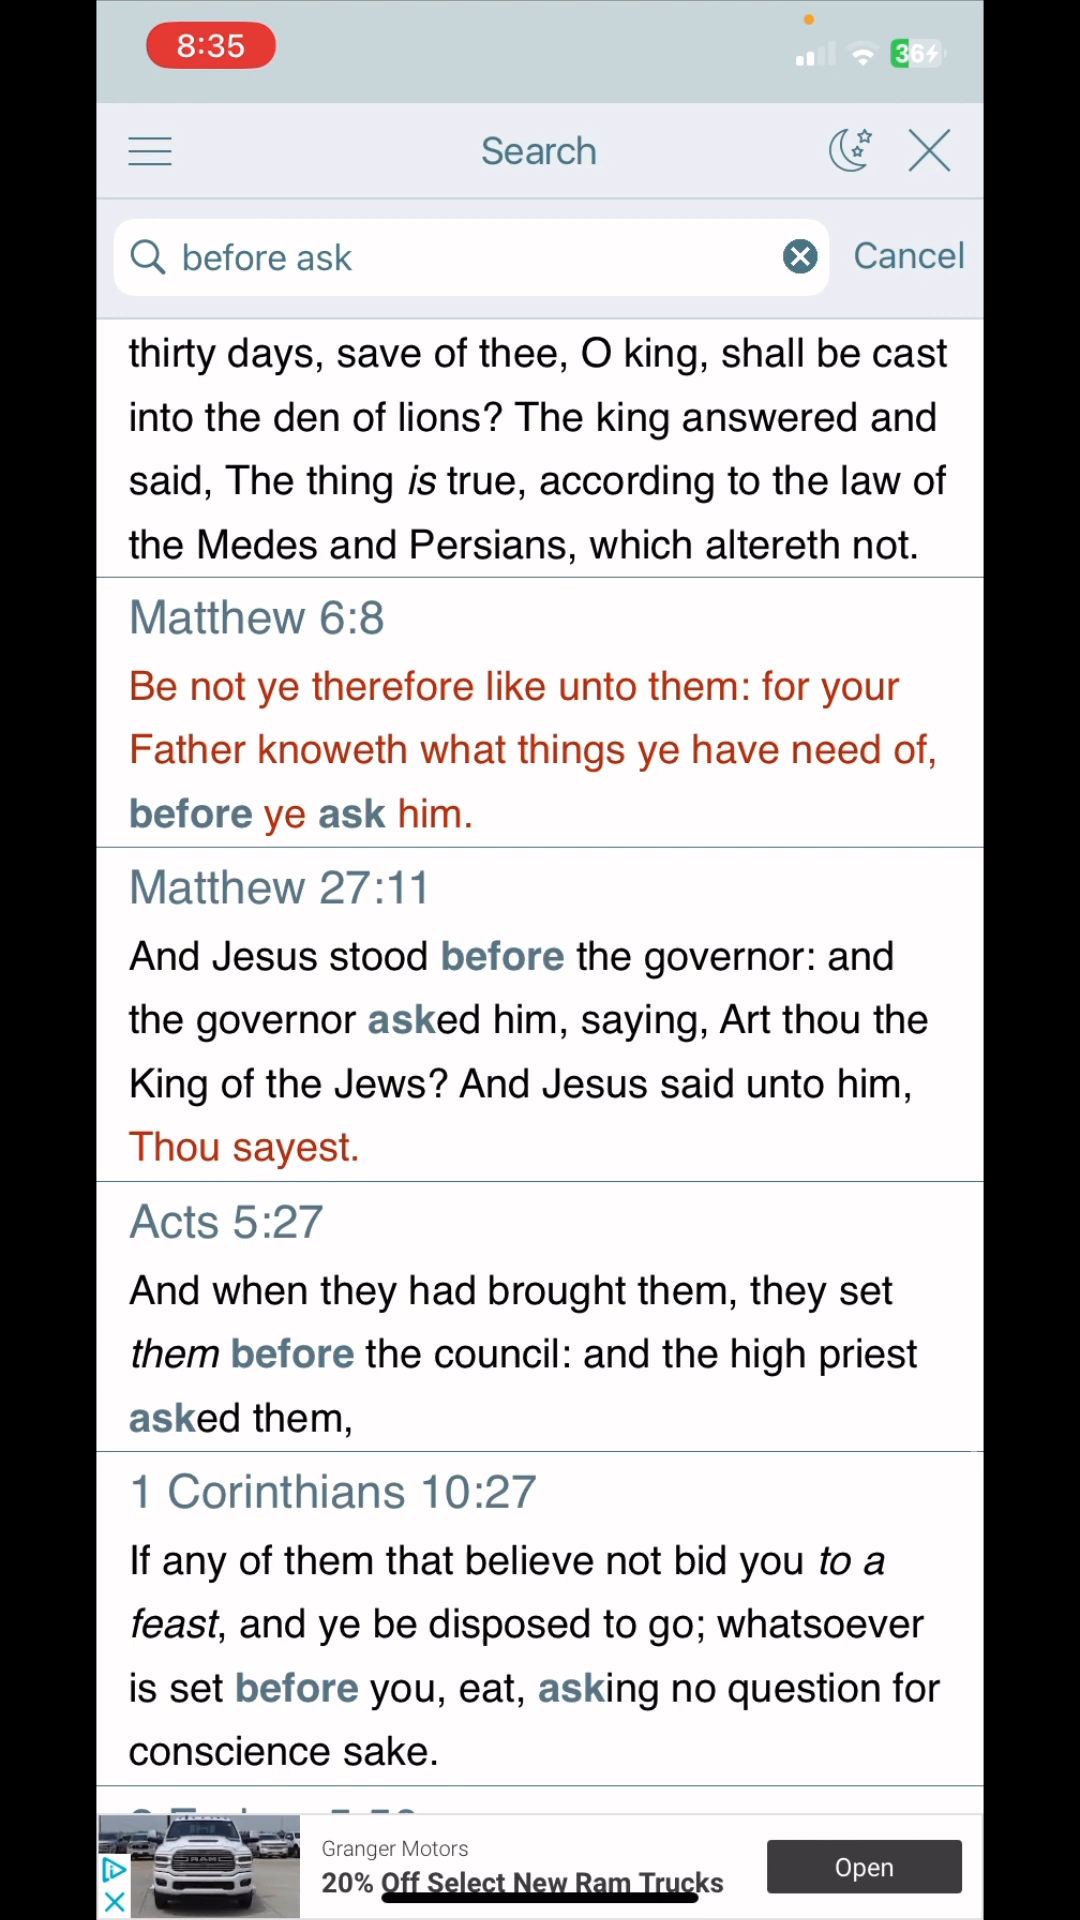 8:35
36
Search
before ask
Cancel
thirty days, save of thee, O king, shall be cast
into the den of lions? The king answered and
said, The thing is true, according to the law of
the Medes and Persians, which altereth not.
Matthew 6:8
Be not ye therefore like unto them: for your
Father knoweth what things ye have need of,
before ye ask him.
Matthew 27:11
And Jesus stood before the governor: and
the governor asked him, saying, Art thou the
King of the Jews? And Jesus said unto him,
Thou sayest.
Acts 5:27
And when they had brought them, they set
them before the council: and the high priest
asked them,
1 Corinthians 10:27
If any of them that believe not bid you to a
feast, and ye be disposed to go; whatsoever
is set before you, eat, asking no question for
conscience sake.
Granger Motors
20% Off Select New Ram Trucks
Open